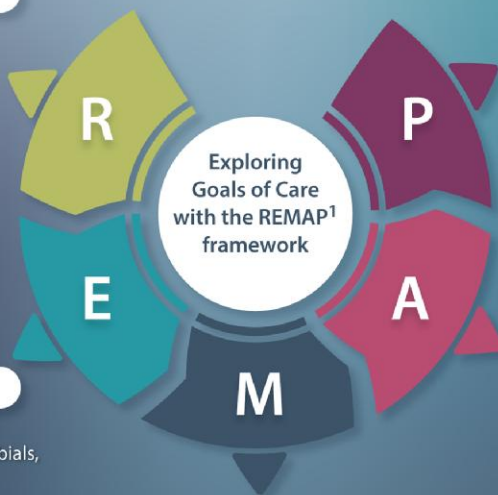 R
P
Exploring
Goals of Care
with the REMAP¹
framework
E
A
M